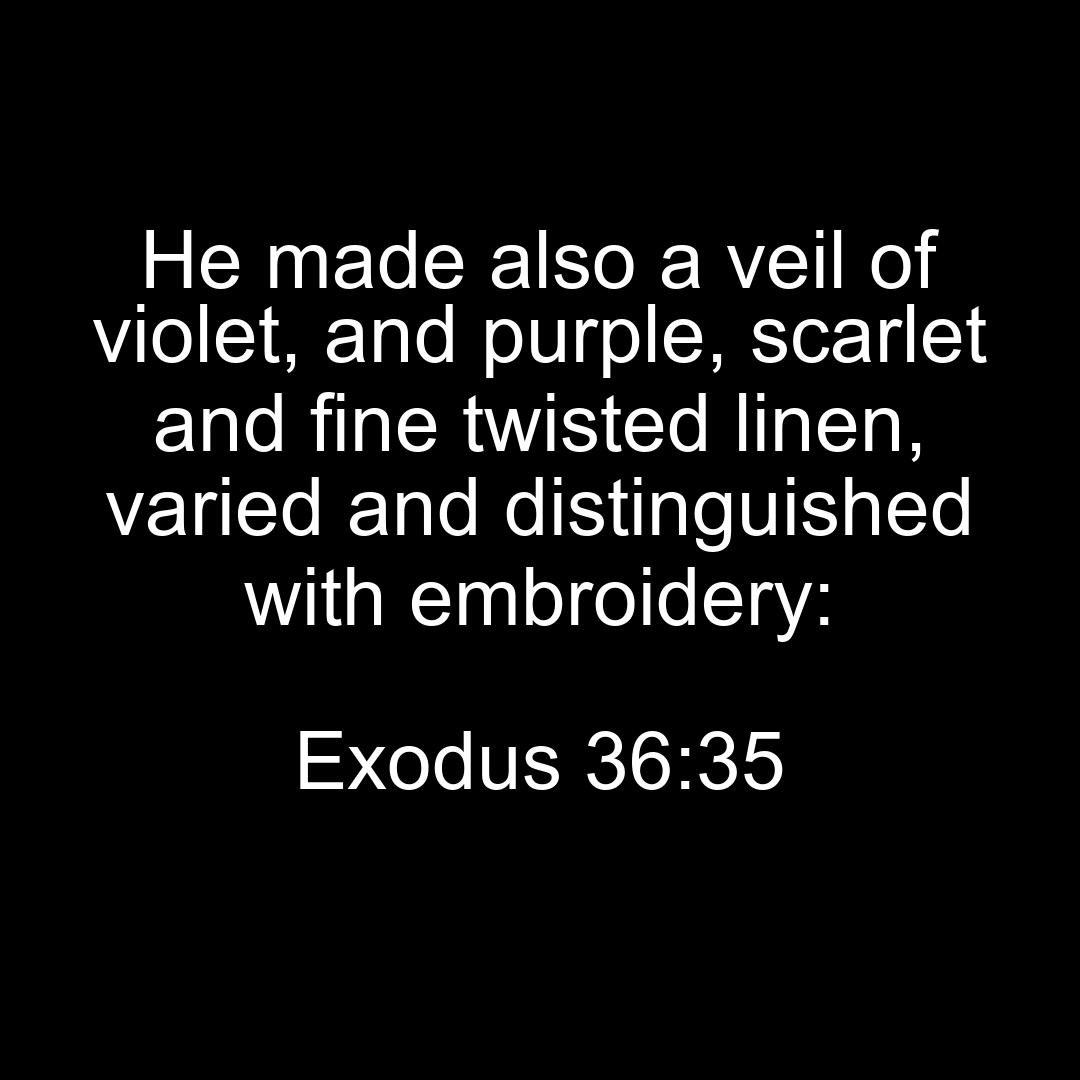 He made also a veil of
violet, and purple, scarlet
and fine twisted linen,
varied and distinguished
with embroidery:
Exodus 36:35